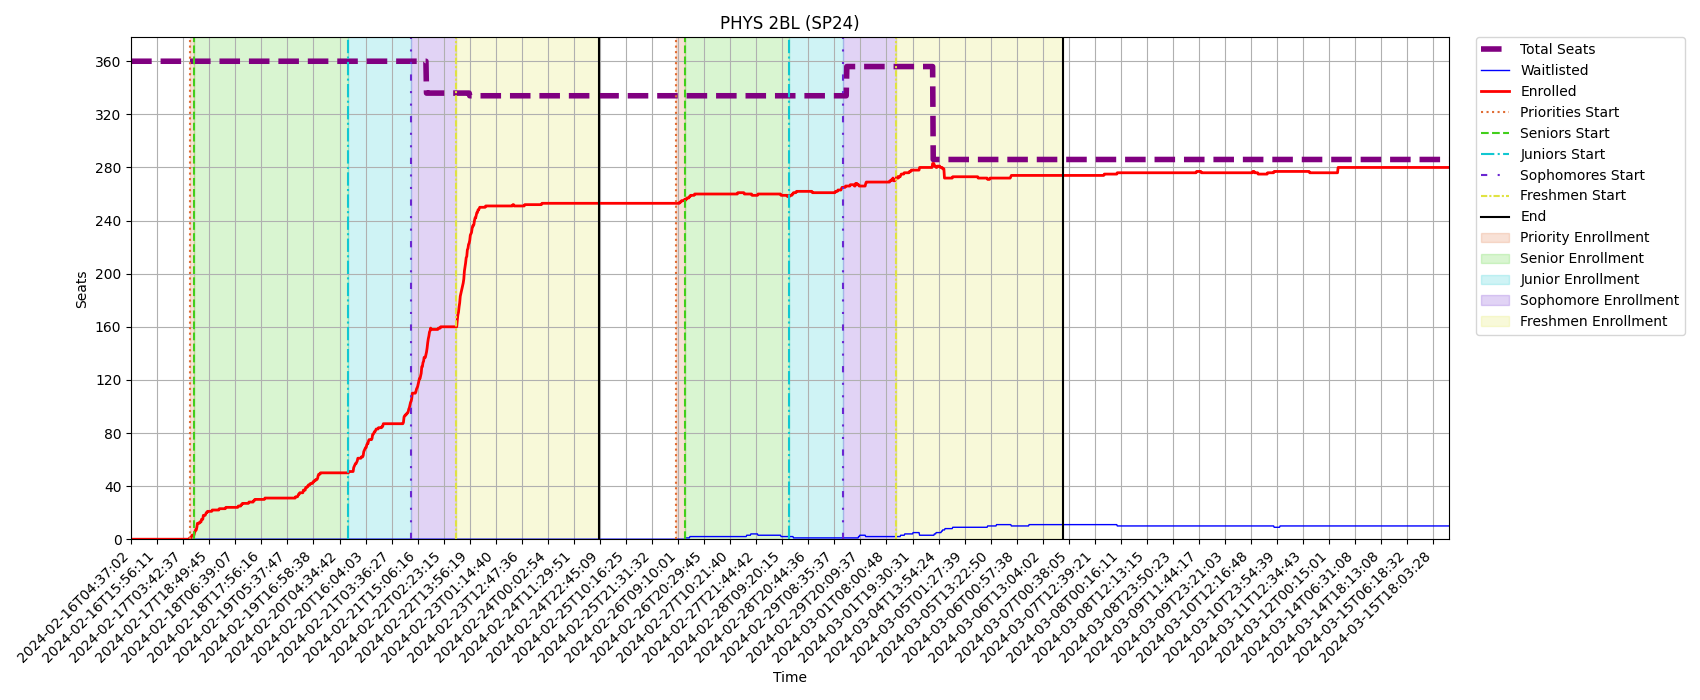 PHYS 2BL (SP24)
Seats
360
320
280
240
200
160
120
80
40
0
2024-02-16T04:37:02
2024-02-16T15:56:11
2024-02-17T03:42:37
2024-02-17T18:49:45
2024-02-18T06:39:07
2024-02-18T17:56:16
2024-02-19T05:37:47
2024-02-19T16:58:38
2024-02-20T04:34:42
2024-02-20T16:04:03
2024-02-21T03:36:27
2024-02-21T15:06:16
2024-02-22T02:23:15
2024-02-22T13:56:19
2024-02-23T01:14:40
2024-02-23T12:47:36
2024-02-24T00:02:54
2024-02-24T11:29:51
2024-02-24T22:45:09
2024-02-25T10:16:25
2024-02-25T21:31:32
2024-02-26T09:10:01
2024-02-26T20:29:45
2024-02-27T10:21:40
2024-02-27T21:44:42
2024-02-28T09:20:15
2024-02-28T20:44:36
2024-02-29T08:35:37
2024-02-29T20:09:37
2024-03-01T08:00:48
2024-03-01T19:30:31
2024-03-04T13:54:24
2024-03-05T01:27:39
2024-03-05T13:22:50
2024-03-06T00:57:38
2024-03-06T13:04:02
2024-03-07T00:38:05
2024-03-07T12:39:21
2024-03-08T00:16:11
2024-03-08T12:13:15
2024-03-08T23:50:23
2024-03-09T11:44:17
2024-03-09T23:21:03
2024-03-10T12:16:48
2024-03-10T23:54:39
2024-03-11T12:34:43
2024-03-12T00:15:01
2024-03-14T06:31:08
2024-03-14T18:13:08
2024-03-15T06:18:32
2024-03-15T18:03:28
Time
Total Seats
Waitlisted
Enrolled
Priorities Start
Seniors Start
Juniors Start
Sophomores Start
Freshmen Start
End
Priority Enrollment
Senior Enrollment
Junior Enrollment
Sophomore Enrollment
Freshmen Enrollment